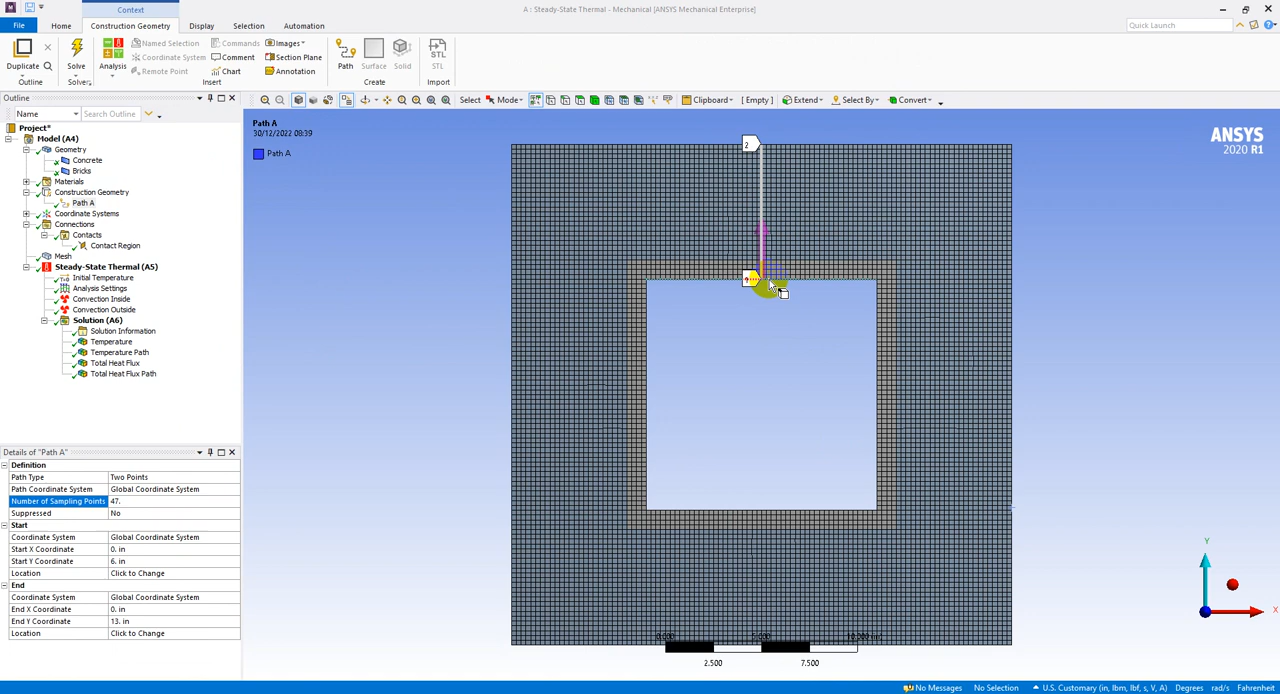 A : Steady-State Thermal - Mechanical [ANSYS Mechanical Enterprise]
Context
File Home Construction Geometry Display Selection Automation Quick Launch
Duplicate Solve Analysis Named Selection Commands Images Path Surface Solid STL
Coordinate System Comment Section Plane
Remote Point Chart Annotation
Outline Solver Insert Create Import
Select Mode Clipboard [ Empty ] Extend Select By Convert
Outline
Name Search Outline
Project*
Model (A4)
Geometry
Concrete
Bricks
Materials
Construction Geometry
Path A
Coordinate Systems
Connections
Contacts
Contact Region
Mesh
Steady-State Thermal (A5)
Initial Temperature
Analysis Settings
Convection Inside
Convection Outside
Solution (A6)
Solution Information
Temperature
Temperature Path
Total Heat Flux
Total Heat Flux Path
Details of "Path A"
Definition
Path Type Two Points
Path Coordinate System Global Coordinate System
Number of Sampling Points 47.
Suppressed No
Start
Coordinate System Global Coordinate System
Start X Coordinate 0. in
Start Y Coordinate 6. in
Location Click to Change
End
Coordinate System Global Coordinate System
End X Coordinate 0. in
End Y Coordinate 13. in
Location Click to Change
Path A
30/12/2022 08:39
Path A
ANSYS
2020 R1
2
Y
X
0.000 5.000 10.000 (in)
2.500 7.500
No Messages No Selection U.S. Customary (in, lbm, lbf, s, V, A) Degrees rad/s Fahrenheit